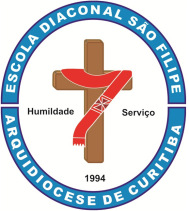 ESCOLA DIACONAL SÃO FILIPE
Humildade Serviço
1994
ARQUIDIOCESE DE CURITIBA